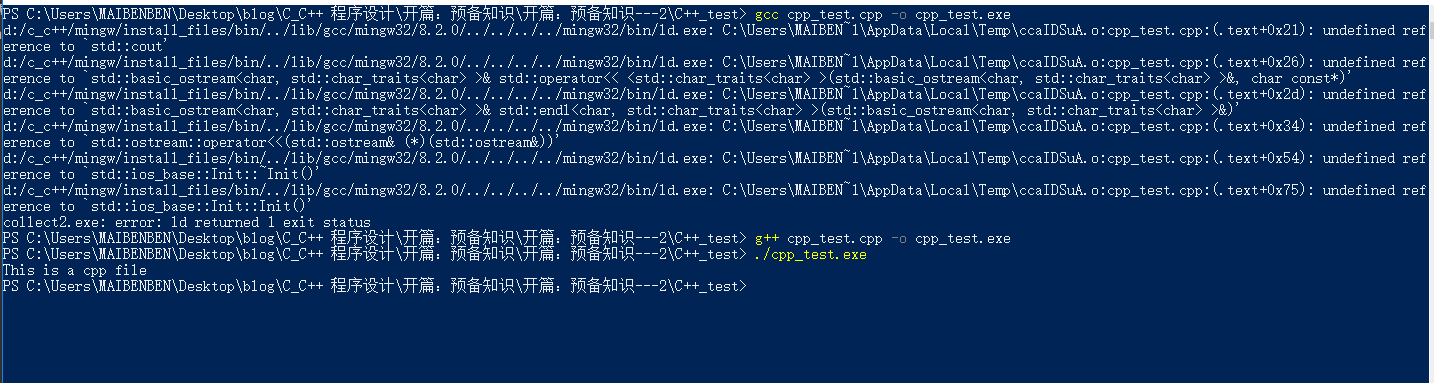 PS C:\Users\MAIBENBEN\Desktop\blog\C_C++ 程序设计\开篇：预备知识\开篇：预备知识---2\C++_test> gcc cpp_test.cpp -o cpp_test.exe
d:/c_c++/mingw/install_files/bin/../lib/gcc/mingw32/8.2.0/../../../../mingw32/bin/ld.exe: C:\Users\MAIBEN~1\AppData\Local\Temp\ccaIDSuA.o:cpp_test.cpp:(.text+0x21): undefined ref
erence to `std::cout'
d:/c_c++/mingw/install_files/bin/../lib/gcc/mingw32/8.2.0/../../../../mingw32/bin/ld.exe: C:\Users\MAIBEN~1\AppData\Local\Temp\ccaIDSuA.o:cpp_test.cpp:(.text+0x26): undefined ref
erence to `std::basic_ostream<char, std::char_traits<char> >& std::operator<< <std::char_traits<char> >(std::basic_ostream<char, std::char_traits<char> >&, char const*)'
d:/c_c++/mingw/install_files/bin/../lib/gcc/mingw32/8.2.0/../../../../mingw32/bin/ld.exe: C:\Users\MAIBEN~1\AppData\Local\Temp\ccaIDSuA.o:cpp_test.cpp:(.text+0x2d): undefined ref
erence to `std::basic_ostream<char, std::char_traits<char> >& std::endl<char, std::char_traits<char> >(std::basic_ostream<char, std::char_traits<char> >&)'
d:/c_c++/mingw/install_files/bin/../lib/gcc/mingw32/8.2.0/../../../../mingw32/bin/ld.exe: C:\Users\MAIBEN~1\AppData\Local\Temp\ccaIDSuA.o:cpp_test.cpp:(.text+0x34): undefined ref
erence to `std::ostream::operator<<(std::ostream& (*)(std::ostream&))'
d:/c_c++/mingw/install_files/bin/../lib/gcc/mingw32/8.2.0/../../../../mingw32/bin/ld.exe: C:\Users\MAIBEN~1\AppData\Local\Temp\ccaIDSuA.o:cpp_test.cpp:(.text+0x54): undefined ref
erence to `std::ios_base::Init::~Init()'
d:/c_c++/mingw/install_files/bin/../lib/gcc/mingw32/8.2.0/../../../../mingw32/bin/ld.exe: C:\Users\MAIBEN~1\AppData\Local\Temp\ccaIDSuA.o:cpp_test.cpp:(.text+0x75): undefined ref
erence to `std::ios_base::Init::Init()'
collect2.exe: error: ld returned 1 exit status
PS C:\Users\MAIBENBEN\Desktop\blog\C_C++ 程序设计\开篇：预备知识\开篇：预备知识---2\C++_test> g++ cpp_test.cpp -o cpp_test.exe
PS C:\Users\MAIBENBEN\Desktop\blog\C_C++ 程序设计\开篇：预备知识\开篇：预备知识---2\C++_test> ./cpp_test.exe
This is a cpp file
PS C:\Users\MAIBENBEN\Desktop\blog\C_C++ 程序设计\开篇：预备知识\开篇：预备知识---2\C++_test>